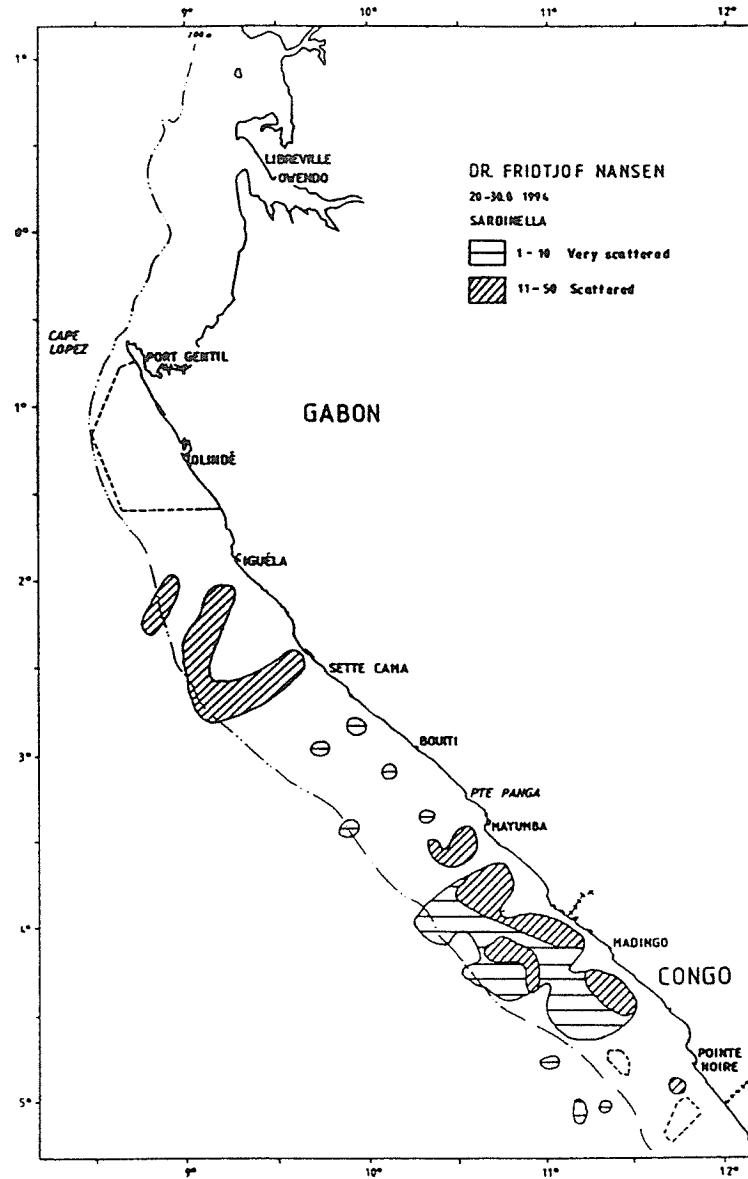 9° 10° 11° 12°
1°
LIBREVILLE
OWENDO
DR. FRIDTJOF NANSEN
20-30.6 1994
SARDINELLA
1-10 Very scattered
11-50 Scattered
0°
CAPE
LOPEZ
PORT GENTIL
GABON
1°
OLINDÉ
IGUÉLA
2°
SETTE CAMA
BOUITI
3°
PTE PANGA
MAYUMBA
4°
MADINGO
CONGO
POINTE
NOIRE
5°
9° 10° 11° 12°